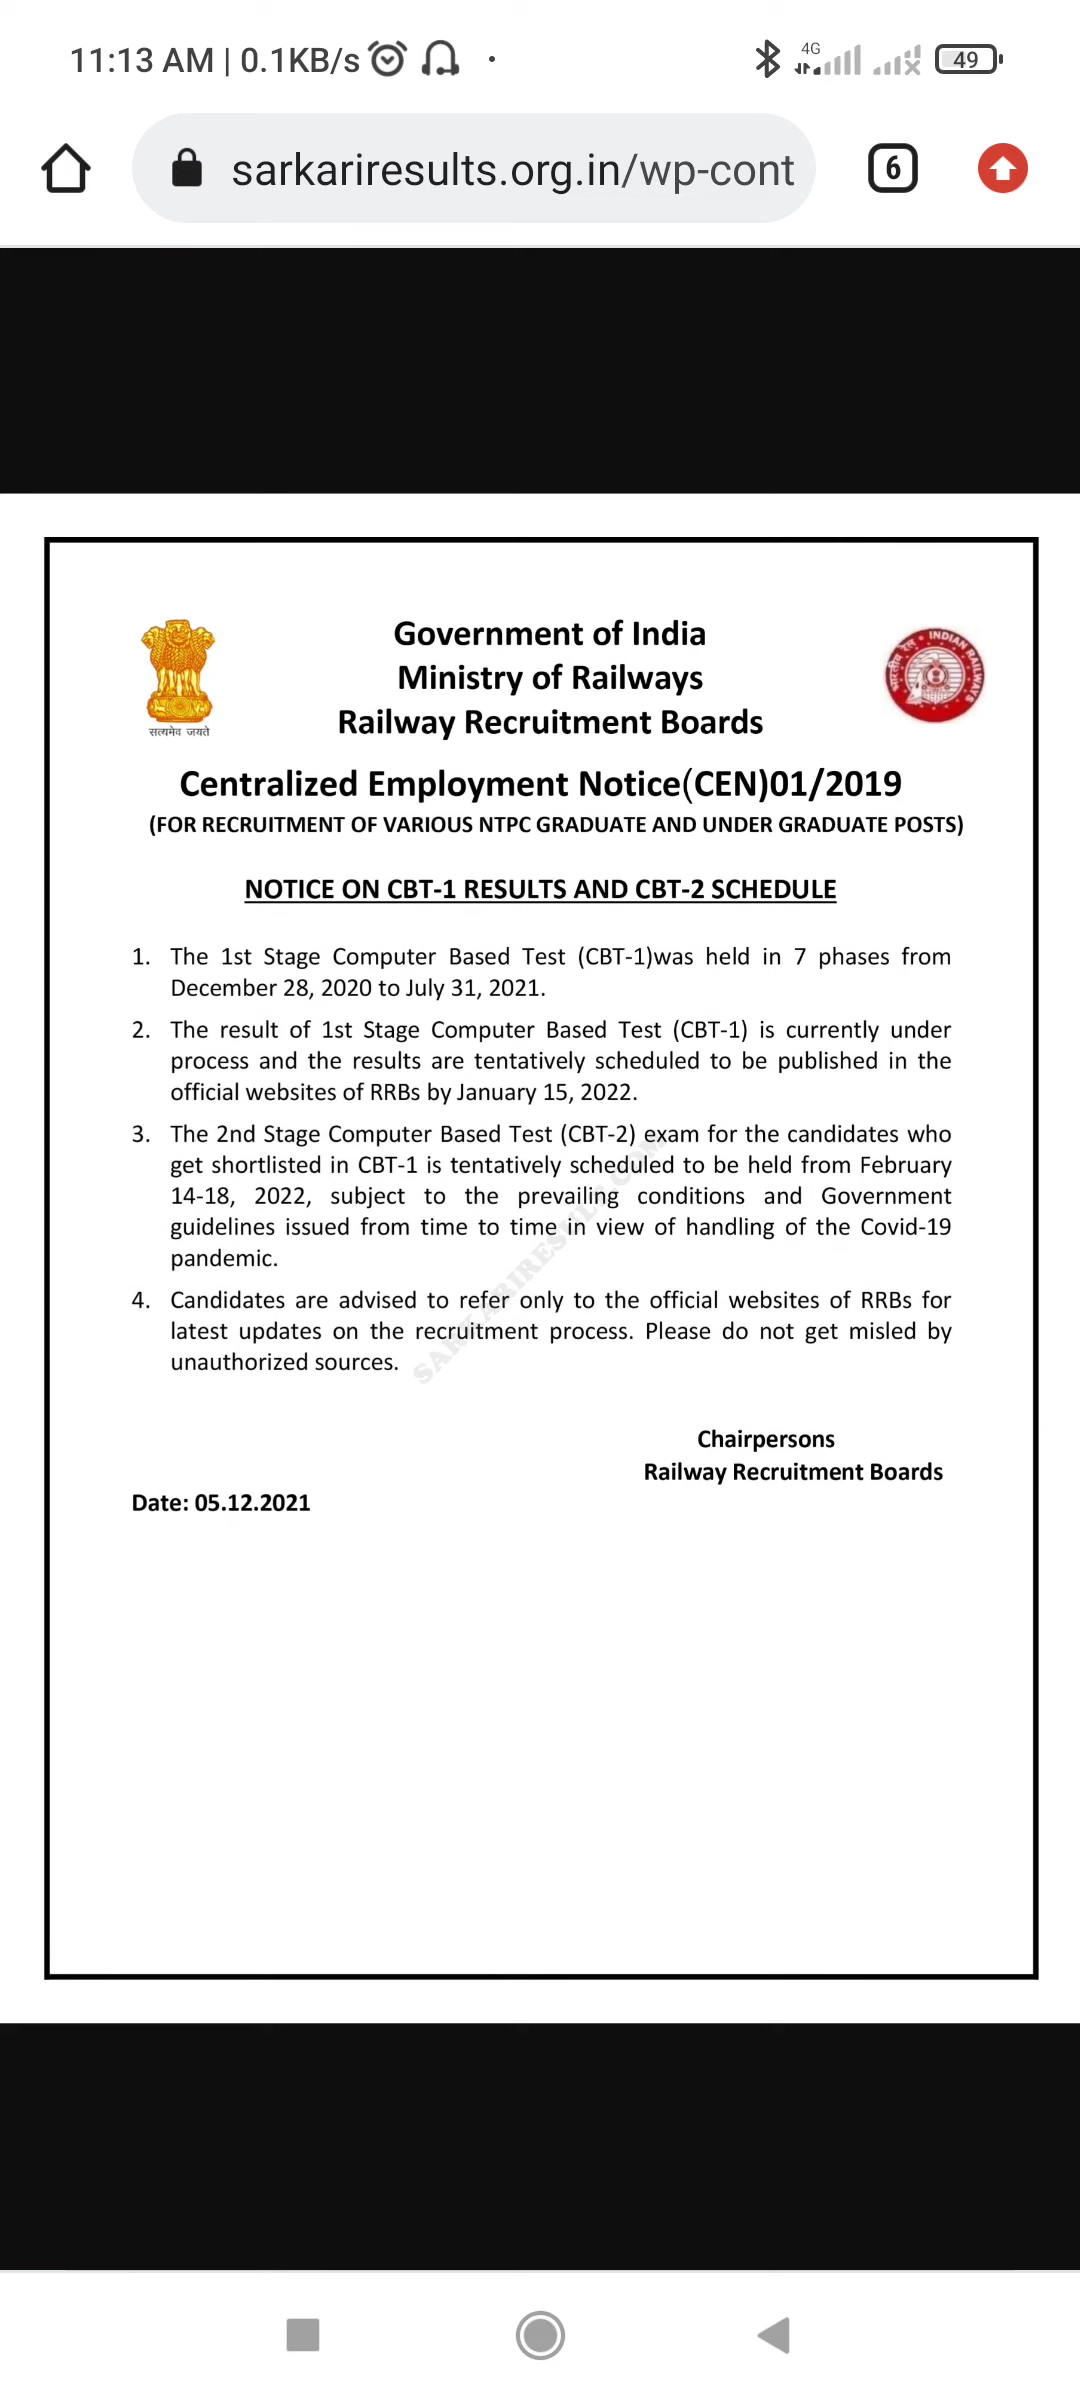 11:13 AM | 0.1KB/s
4G
49
sarkariresults.org.in/wp-cont
6
सत्यमेव जयते
Government of India
Ministry of Railways
Railway Recruitment Boards
भारतीय रेल • INDIAN RAILWAYS
Centralized Employment Notice(CEN)01/2019
(FOR RECRUITMENT OF VARIOUS NTPC GRADUATE AND UNDER GRADUATE POSTS)
NOTICE ON CBT-1 RESULTS AND CBT-2 SCHEDULE
1. The 1st Stage Computer Based Test (CBT-1)was held in 7 phases from
December 28, 2020 to July 31, 2021.
2. The result of 1st Stage Computer Based Test (CBT-1) is currently under
process and the results are tentatively scheduled to be published in the
official websites of RRBs by January 15, 2022.
3. The 2nd Stage Computer Based Test (CBT-2) exam for the candidates who
get shortlisted in CBT-1 is tentatively scheduled to be held from February
14-18, 2022, subject to the prevailing conditions and Government
guidelines issued from time to time in view of handling of the Covid-19
pandemic.
4. Candidates are advised to refer only to the official websites of RRBs for
latest updates on the recruitment process. Please do not get misled by
unauthorized sources.
SARKARIRESULT.COM
Chairpersons
Railway Recruitment Boards
Date: 05.12.2021